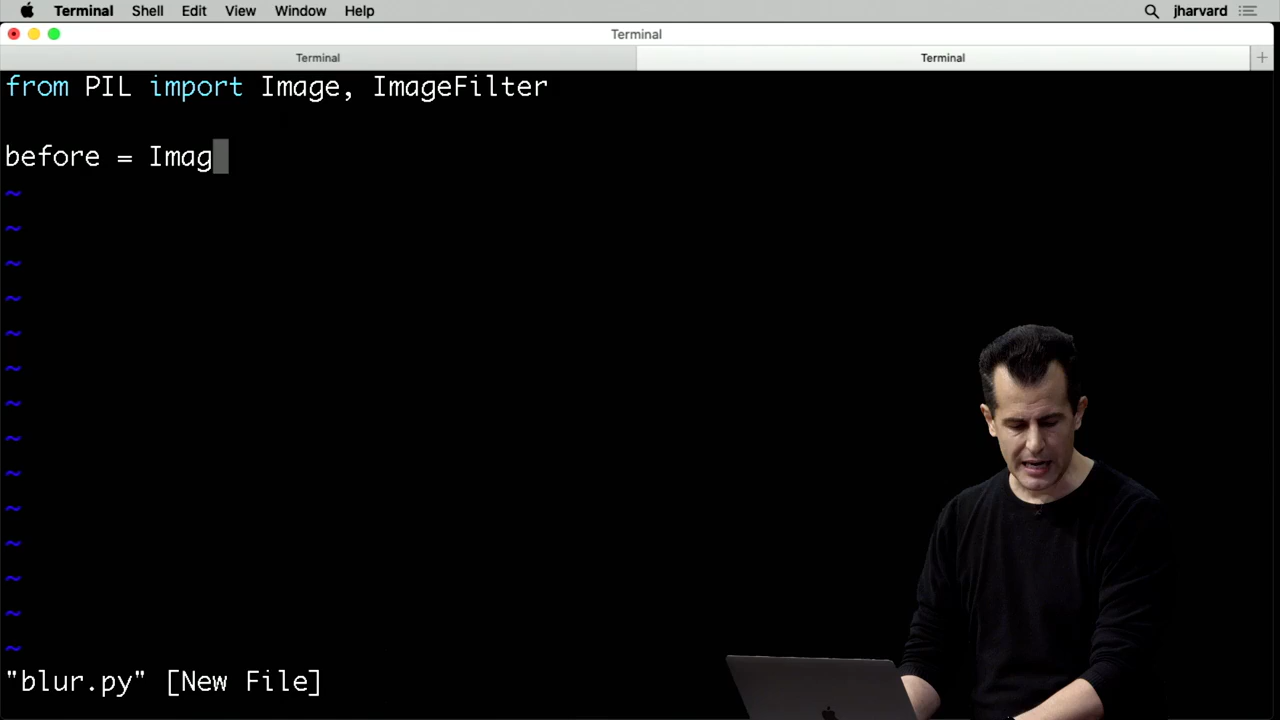 Terminal Shell Edit View Window Help jharvard
Terminal
Terminal Terminal +
from PIL import Image, ImageFilter
before = Imag
~
~
~
~
~
~
~
~
~
~
~
~
~
~
"blur.py" [New File]